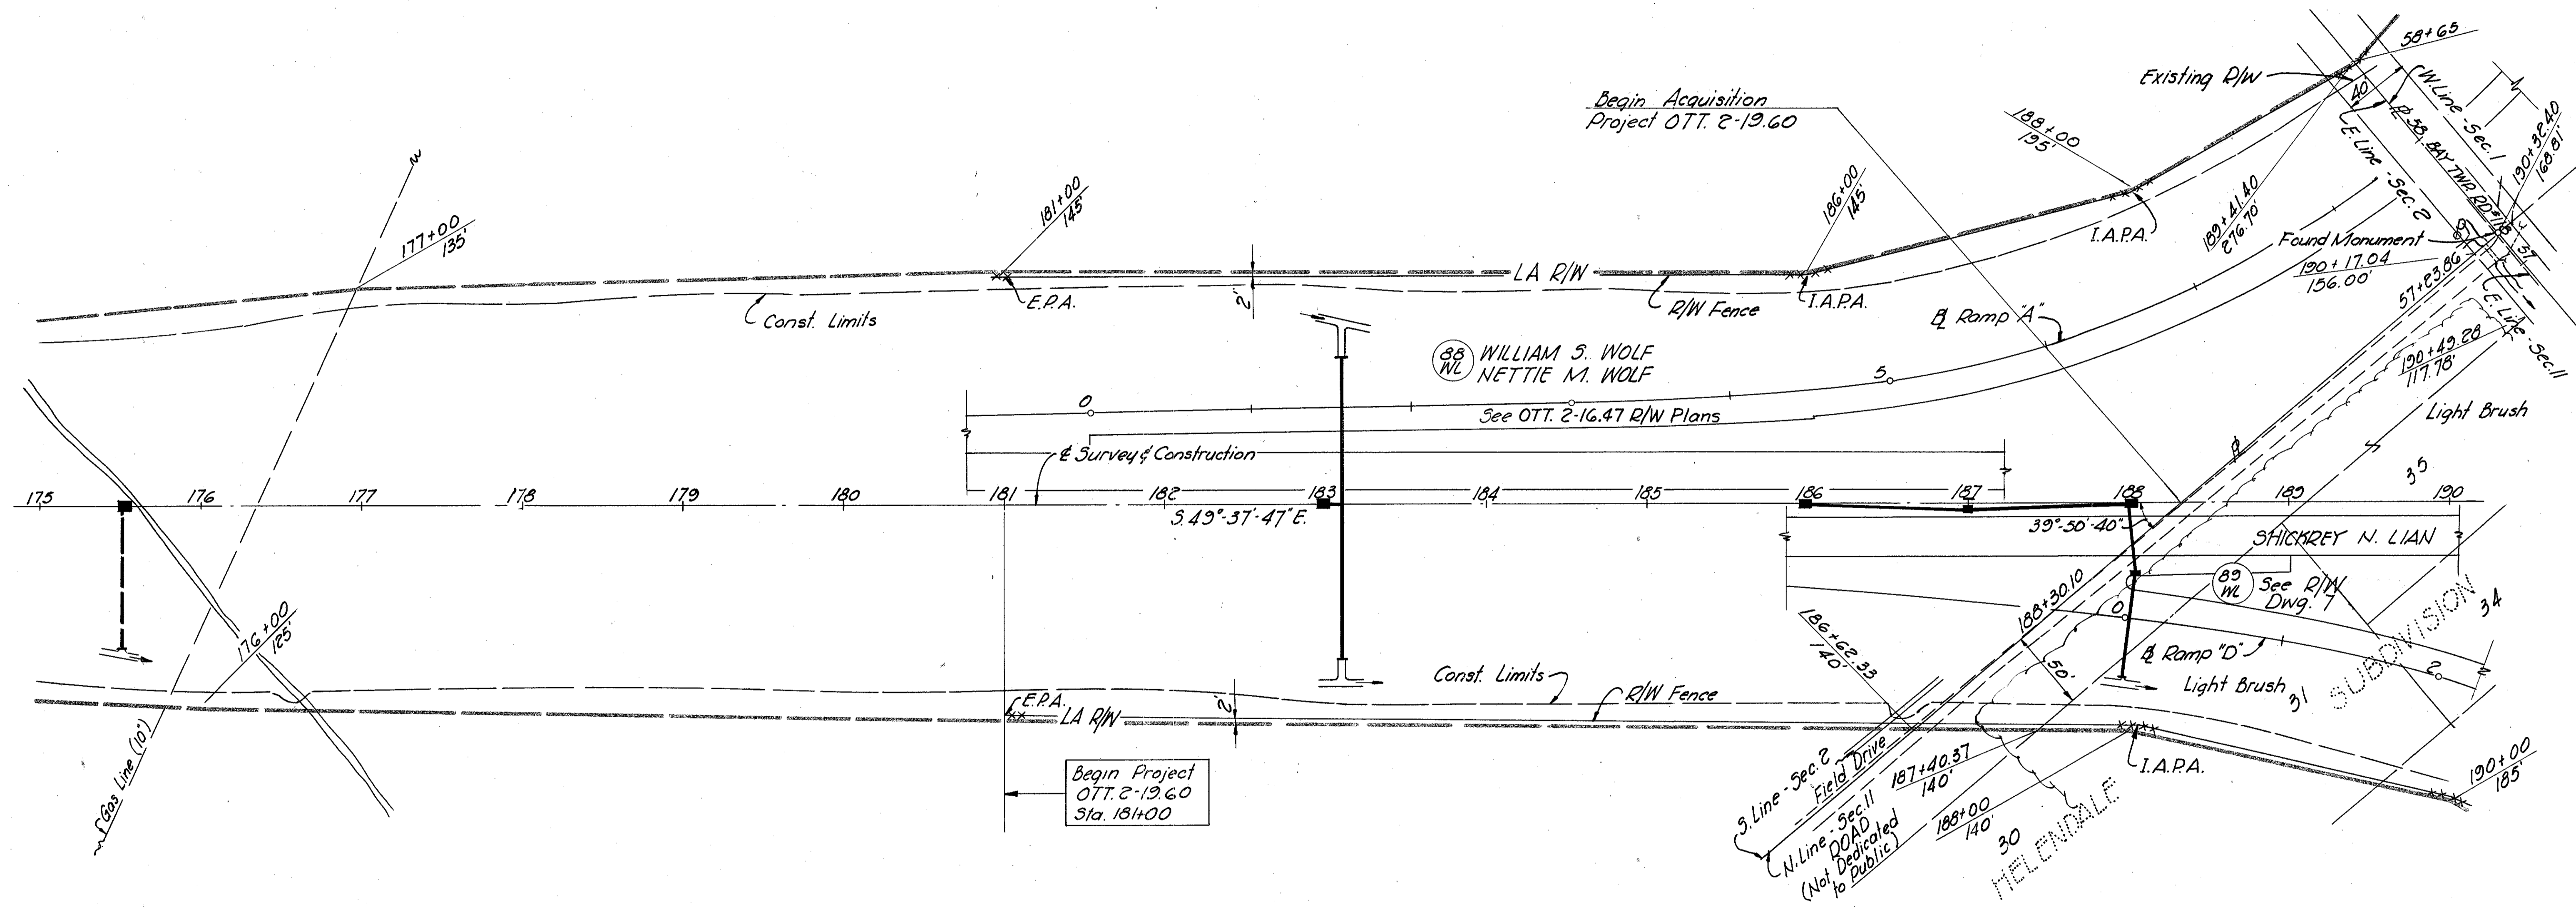 58+65
Existing R/W
40'
W. Line - Sec. 1
Begin Acquisition
Project OTT. 2-19.60
188+00
195'
E. Line - Sec. 2
58
BAY TWP. RD #118
190+32.40
168.81'
181+00
145'
186+00
145'
177+00
135'
I.A.P.A.
189+41.40
276.70'
Found Monument
57
190+17.04
156.00'
57+23.86
E. Line - Sec. 11
LA R/W
E.P.A.
2'
Const. Limits
R/W Fence
I.A.P.A.
℄ Ramp "A"
88
WL
WILLIAM S. WOLF
NETTIE M. WOLF
190+49.28
117.78'
Light Brush
0
5
See OTT. 2-16.47 R/W Plans
℄ Survey & Construction
35
175
176
177
178
179
180
181
182
183
184
185
186
187
188
189
190
S. 49°-37'-47" E.
39°-50'-40"
SHICKREY N. LIAN
89
WL
See R/W
Dwg. 7
0
188+30.10
34
176+00
125'
186+62.33
140'
50'
℄ Ramp "D"
2
Light Brush
31
SUBDIVISION
Const. Limits
R/W Fence
E.P.A.
LA R/W
2'
Gas Line (10")
Begin Project
OTT. 2-19.60
Sta. 181+00
S. Line - Sec. 2
Field Drive
N. Line - Sec. 11
ROAD
(Not Dedicated
to Public)
187+40.37
140'
188+00
140'
I.A.P.A.
190+00
185'
30
HELENDALE